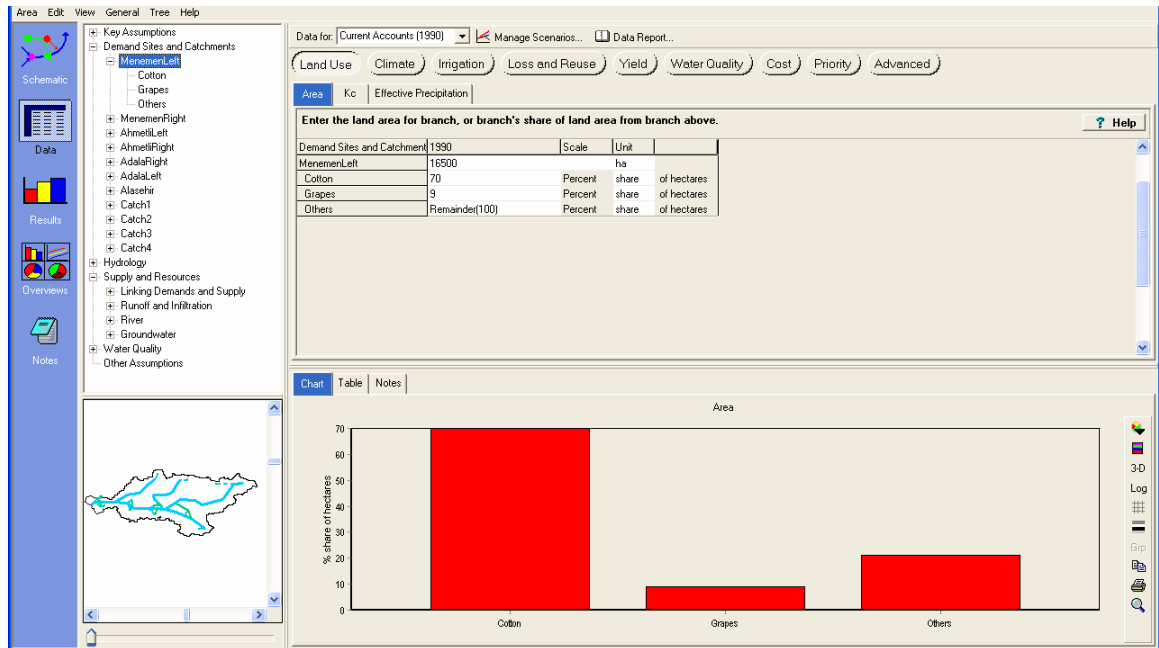 Area Edit View General Tree Help
Schematic
Data
Results
Overviews
Notes
Key Assumptions
Demand Sites and Catchments
MenemenLeft
Cotton
Grapes
Others
MenemenRight
AhmetliLeft
AhmetliRight
AdalaRight
AdalaLeft
Alasehir
Catch1
Catch2
Catch3
Catch4
Hydrology
Supply and Resources
Linking Demands and Supply
Runoff and Infiltration
River
Groundwater
Water Quality
Other Assumptions
Data for: Current Accounts (1990) Manage Scenarios... Data Report...
Land Use Climate Irrigation Loss and Reuse Yield Water Quality Cost Priority Advanced
Area Kc Effective Precipitation
Enter the land area for branch, or branch's share of land area from branch above.
? Help
Demand Sites and Catchment 1990 Scale Unit
MenemenLeft 16500 ha
Cotton 70 Percent share of hectares
Grapes 9 Percent share of hectares
Others Remainder(100) Percent share of hectares
Chart Table Notes
Area
% share of hectares
70
60
50
40
30
20
10
0
Cotton Grapes Others
3-D
Log
Grp